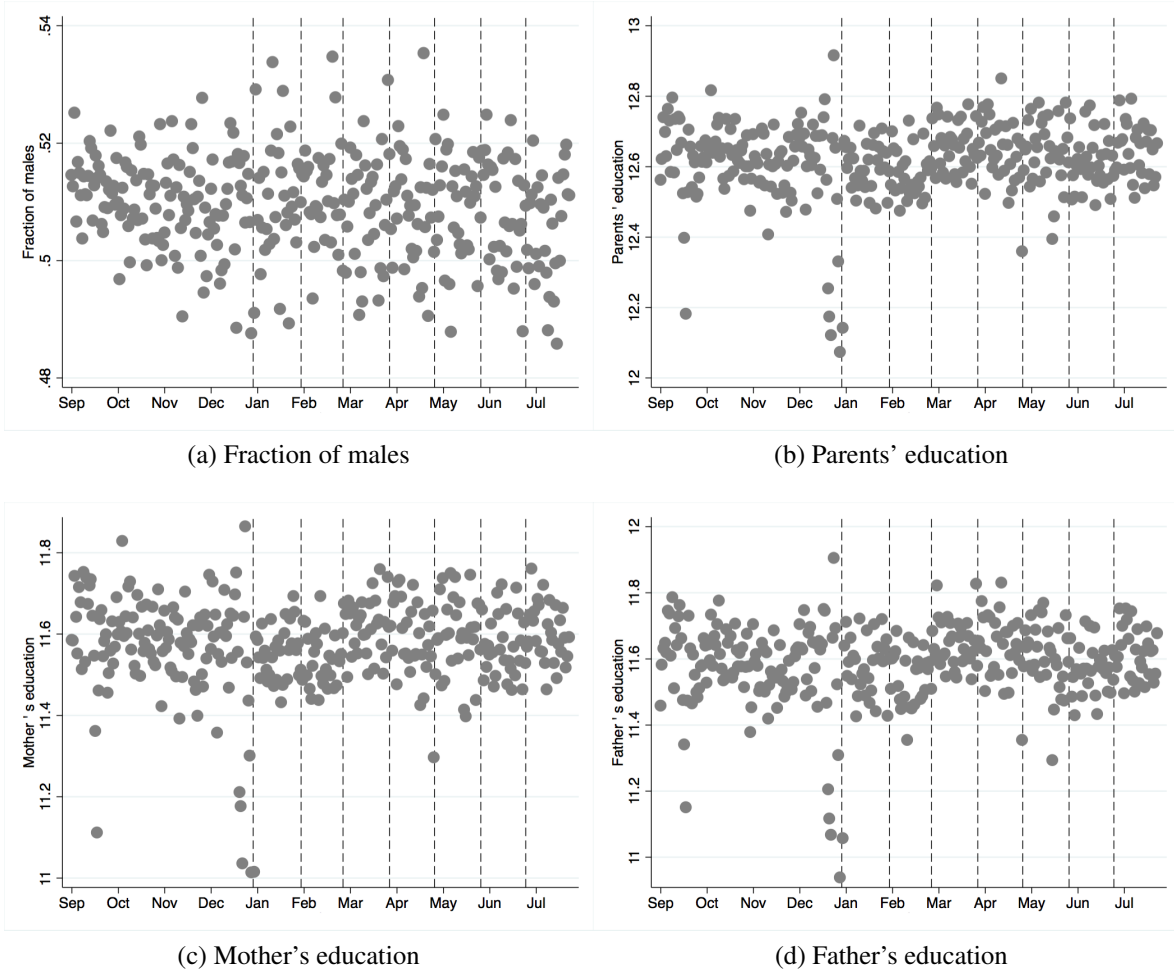 .54
.52
.5
.48
Fraction of males
Sep Oct Nov Dec Jan Feb Mar Apr May Jun Jul
(a) Fraction of males
13
12.8
12.6
12.4
12.2
12
Parents ' education
Sep Oct Nov Dec Jan Feb Mar Apr May Jun Jul
(b) Parents’ education
11.8
11.6
11.4
11.2
11
Mother ' s education
Sep Oct Nov Dec Jan Feb Mar Apr May Jun Jul
(c) Mother’s education
12
11.8
11.6
11.4
11.2
11
Father ' s education
Sep Oct Nov Dec Jan Feb Mar Apr May Jun Jul
(d) Father’s education